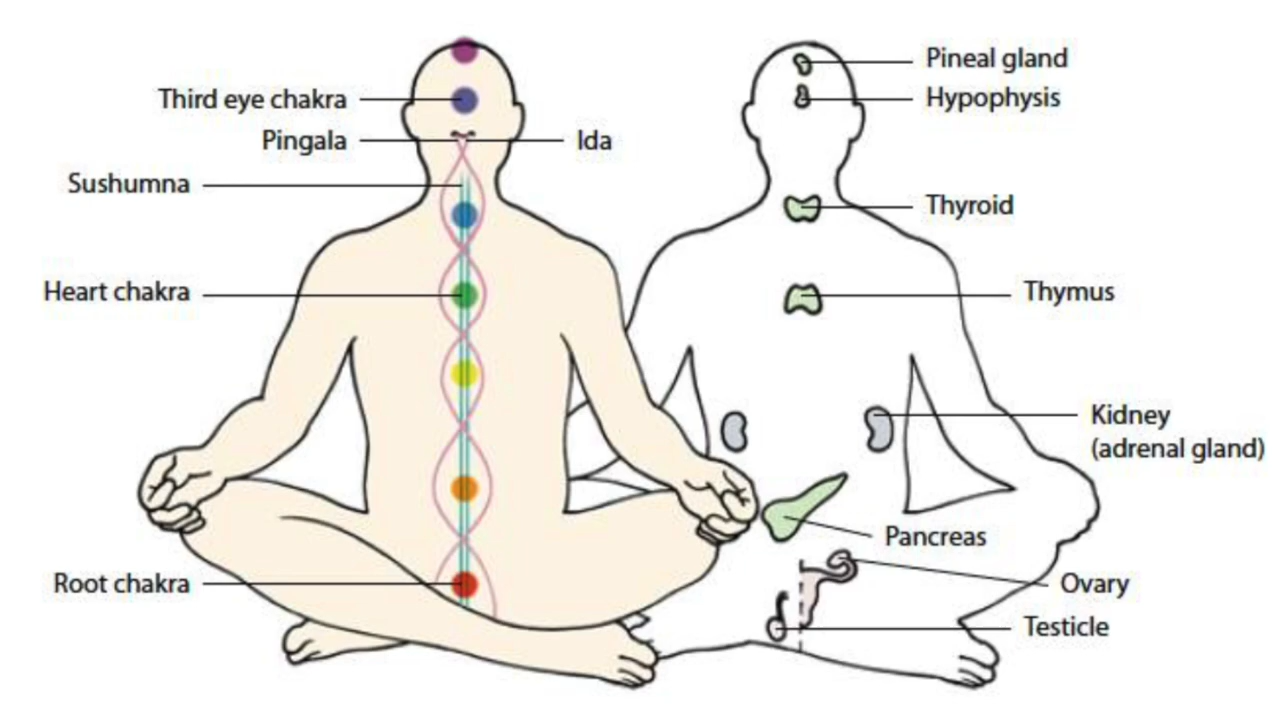 Third eye chakra
Pingala
Ida
Sushumna
Heart chakra
Root chakra
Pineal gland
Hypophysis
Thyroid
Thymus
Kidney
(adrenal gland)
Pancreas
Ovary
Testicle